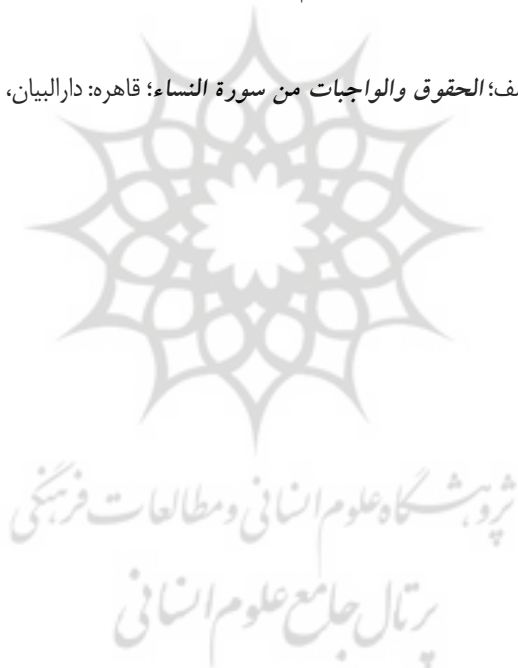 ف؛ الحقوق والواجبات من سورة النساء؛ قاهره: دارالبيان،
پژوهشگاه علوم انسانی و مطالعات فرهنگی
پرتال جامع علوم انسانی